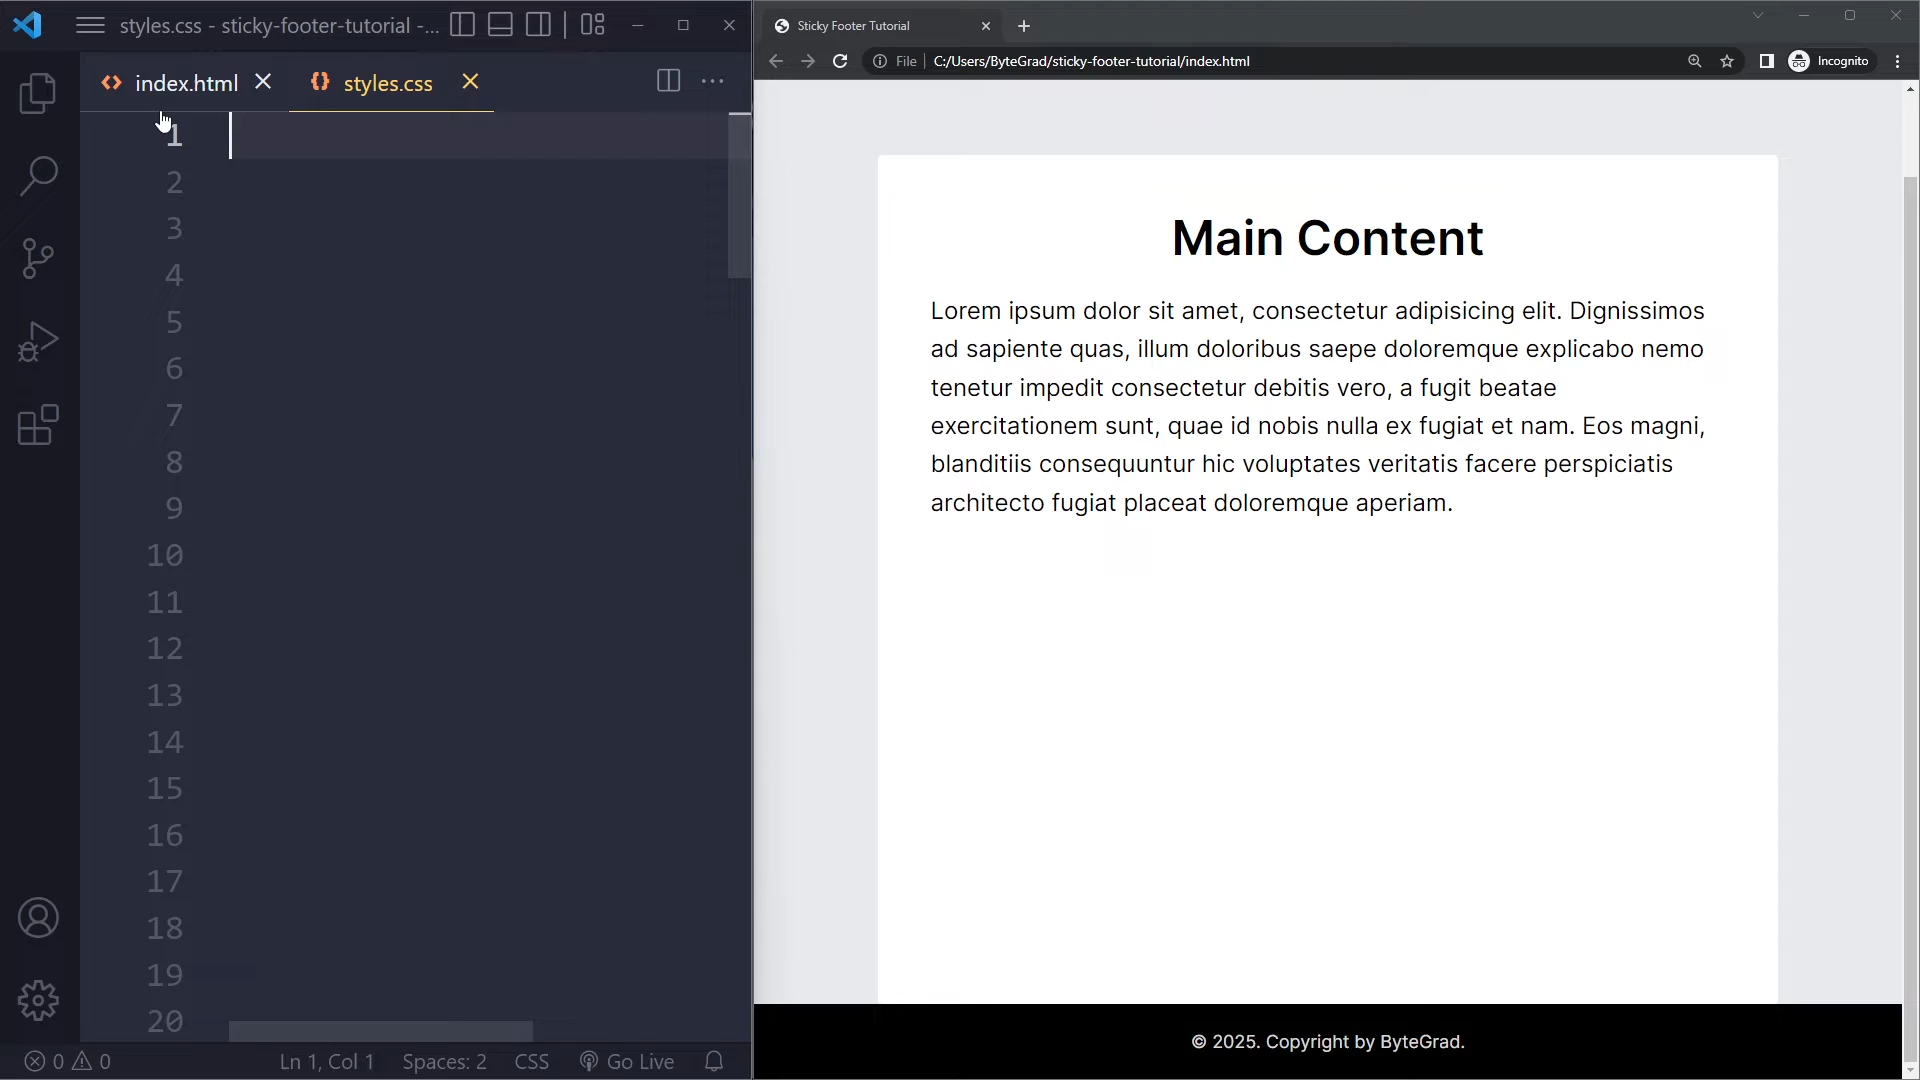 styles.css - sticky-footer-tutorial -...
index.html
styles.css
1
2
3
4
5
6
7
8
9
10
11
12
13
14
15
16
17
18
19
20
0 0
Ln 1, Col 1
Spaces: 2
CSS
Go Live
Sticky Footer Tutorial
File
C:/Users/ByteGrad/sticky-footer-tutorial/index.html
Incognito
Main Content
Lorem ipsum dolor sit amet, consectetur adipisicing elit. Dignissimos
ad sapiente quas, illum doloribus saepe doloremque explicabo nemo
tenetur impedit consectetur debitis vero, a fugit beatae
exercitationem sunt, quae id nobis nulla ex fugiat et nam. Eos magni,
blanditiis consequuntur hic voluptates veritatis facere perspiciatis
architecto fugiat placeat doloremque aperiam.
© 2025. Copyright by ByteGrad.